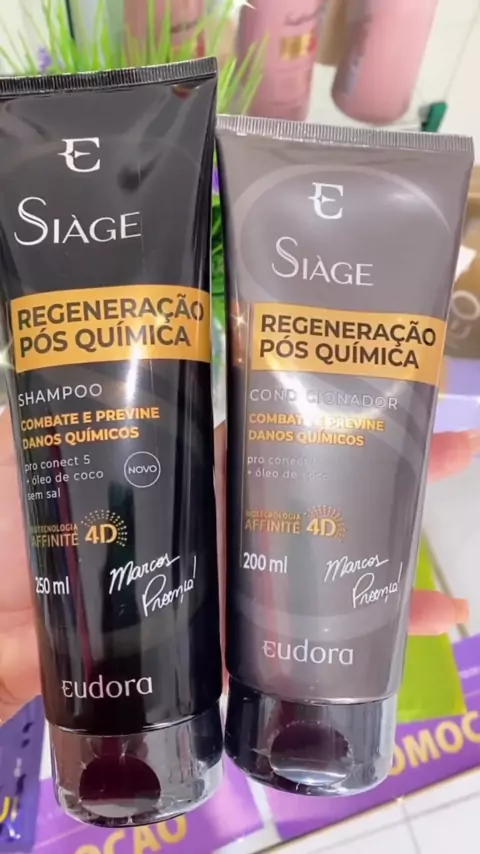 E
SIÀGE
REGENERAÇÃO
PÓS QUÍMICA
SHAMPOO
COMBATE E PREVINE
DANOS QUÍMICOS
pro conect 5
+ óleo de coco
sem sal
NOVO
BIOTECNOLOGIA
AFFINITÉ 4D
250 ml
Marcos
Proença!
eudora
E
SIÀGE
REGENERAÇÃO
PÓS QUÍMICA
CONDICIONADOR
COMBATE E PREVINE
DANOS QUÍMICOS
pro conect 5
+ óleo de coco
BIOTECNOLOGIA
AFFINITÉ 4D
200 ml
Marcos
Proença!
eudora